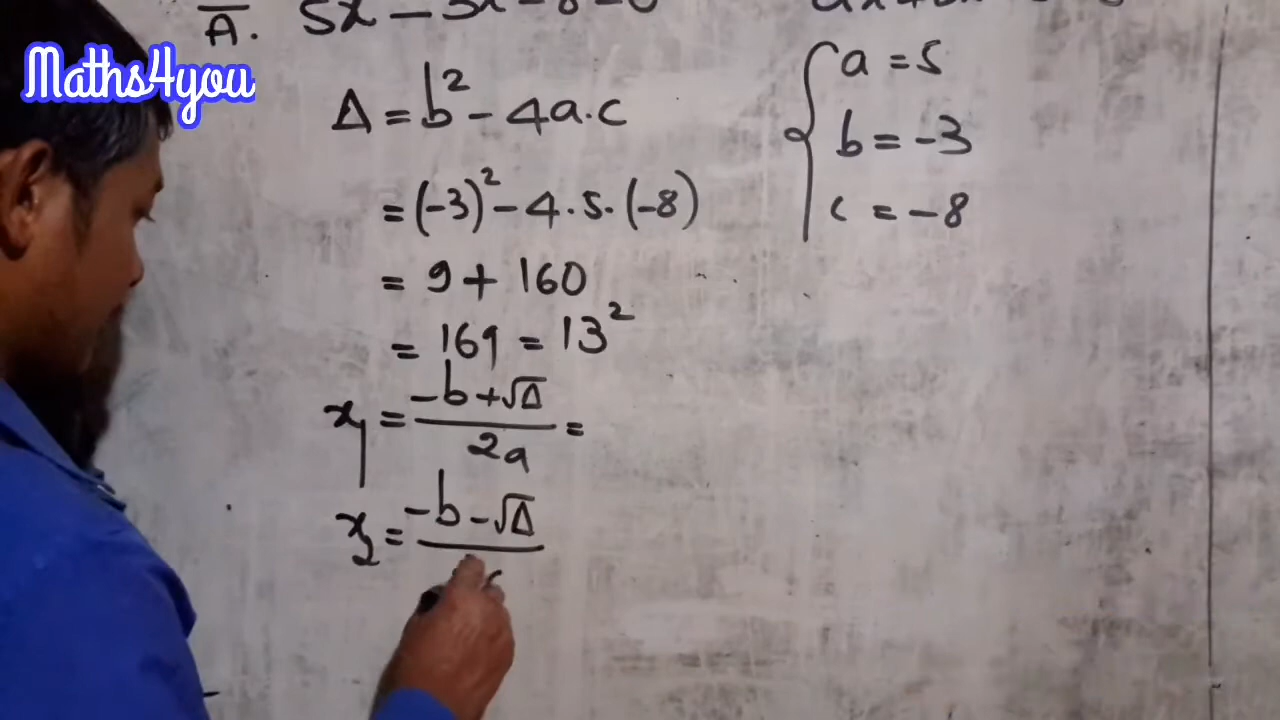 Maths4you
A.
Δ = b² - 4a.c
= (-3)² - 4.5.(-8)
= 9 + 160
= 169 = 13²
x₁ = (-b+√Δ)/2a =
x₂ = (-b-√Δ)/
a = 5
b = -3
c = -8